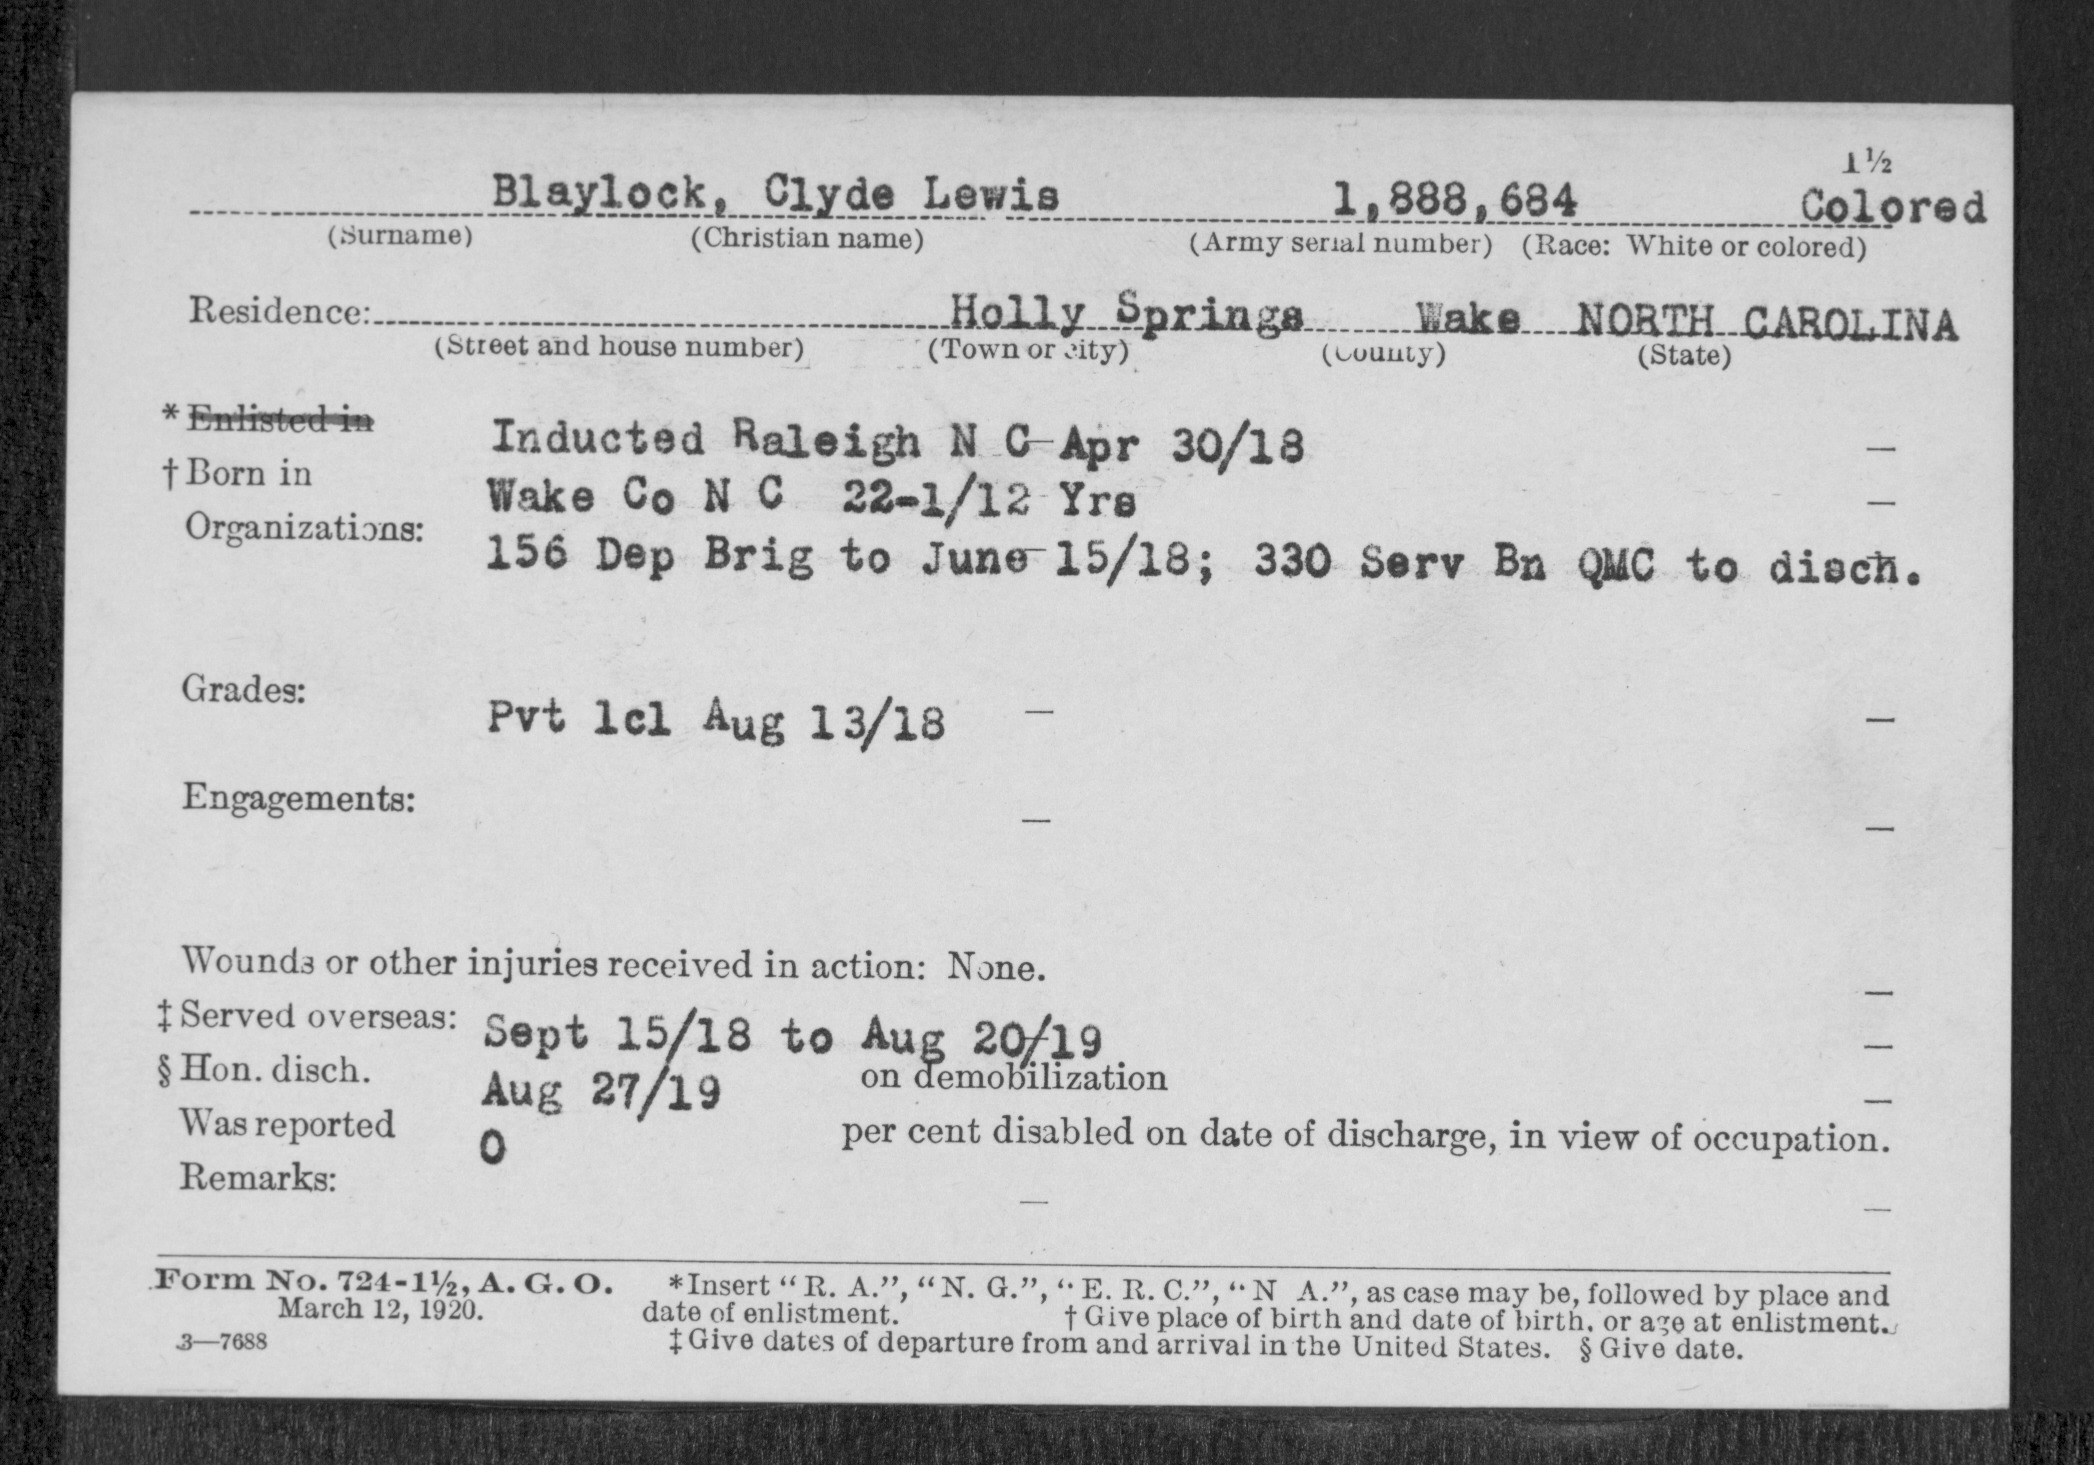 1½
Blaylock, Clyde Lewis 1,888,684 Colored
(Surname) (Christian name) (Army serial number) (Race: White or colored)
Residence: Holly Springs Wake NORTH CAROLINA
(Street and house number) (Town or city) (County) (State)
* Enlisted in Inducted Raleigh N C Apr 30/18 —
† Born in Wake Co N C 22-1/12 Yrs —
Organizations: 156 Dep Brig to June 15/18; 330 Serv Bn QMC to disch.
Grades: Pvt 1cl Aug 13/18 — —
Engagements: — —
Wounds or other injuries received in action: None. —
‡ Served overseas: Sept 15/18 to Aug 20/19 —
§ Hon. disch. Aug 27/19 on demobilization —
Was reported 0 per cent disabled on date of discharge, in view of occupation.
Remarks: — —
Form No. 724-1½, A. G. O. *Insert "R. A.", "N. G.", "E. R. C.", "N A.", as case may be, followed by place and
March 12, 1920. date of enlistment. † Give place of birth and date of birth, or age at enlistment.
3—7688 ‡ Give dates of departure from and arrival in the United States. § Give date.